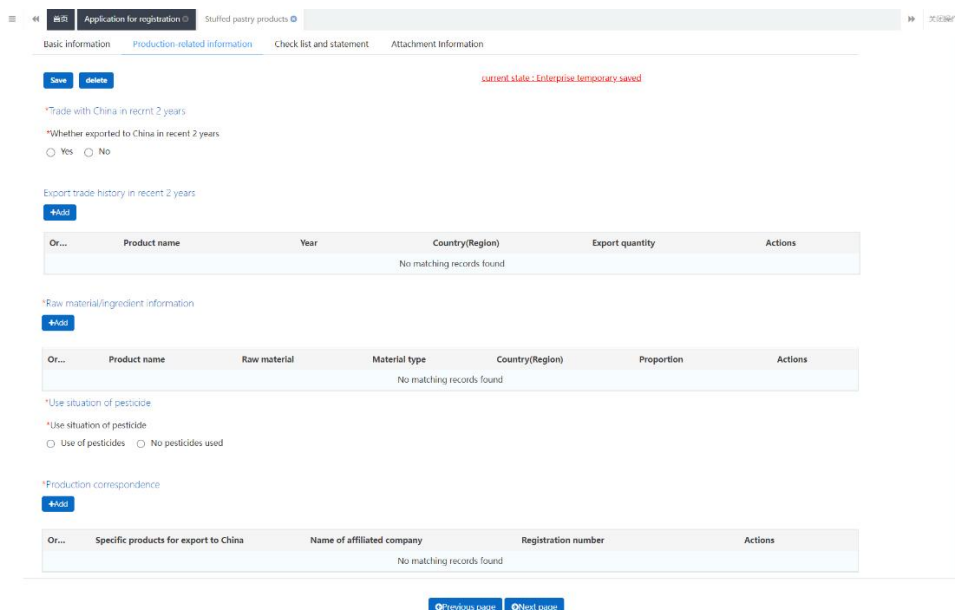 首页 Application for registration Stuffed pastry products
Basic information Production-related information Check list and statement Attachment Information
Save delete current state : Enterprise temporary saved
*Trade with China in recrnt 2 years
*Whether exported to China in recent 2 years
Yes No
Export trade history in recent 2 years
+Add
Or... Product name Year Country(Region) Export quantity Actions
No matching records found
*Raw material/ingredient information
+Add
Or... Product name Raw material Material type Country(Region) Proportion Actions
No matching records found
*Use situation of pesticide
*Use situation of pesticide
Use of pesticides No pesticides used
*Production correspondence
+Add
Or... Specific products for export to China Name of affiliated company Registration number Actions
No matching records found
Previous page Next page